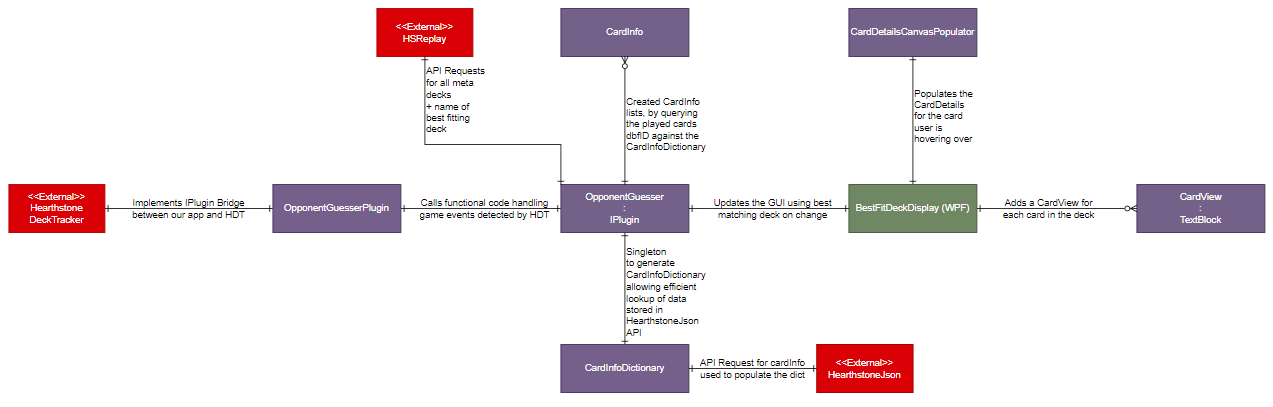 <<External>>
HSReplay
CardInfo
CardDetailsCanvasPopulator
API Requests
for all meta
decks
+ name of
best fitting
deck
Created CardInfo
lists, by querying
the played cards
dbfID against the
CardInfoDictionary
Populates the
CardDetails
for the card
user is
hovering over
<<External>>
Hearthstone
DeckTracker
Implements IPlugin Bridge
between our app and HDT
OpponentGuesserPlugin
Calls functional code handling
game events detected by HDT
OpponentGuesser
:
IPlugin
Updates the GUI using best
matching deck on change
BestFitDeckDisplay (WPF)
Adds a CardView for
each card in the deck
CardView
:
TextBlock
Singleton
to generate
CardInfoDictionary
allowing efficient
lookup of data
stored in
HearthstoneJson
API
CardInfoDictionary
API Request for cardInfo
used to populate the dict
<<External>>
HearthstoneJson